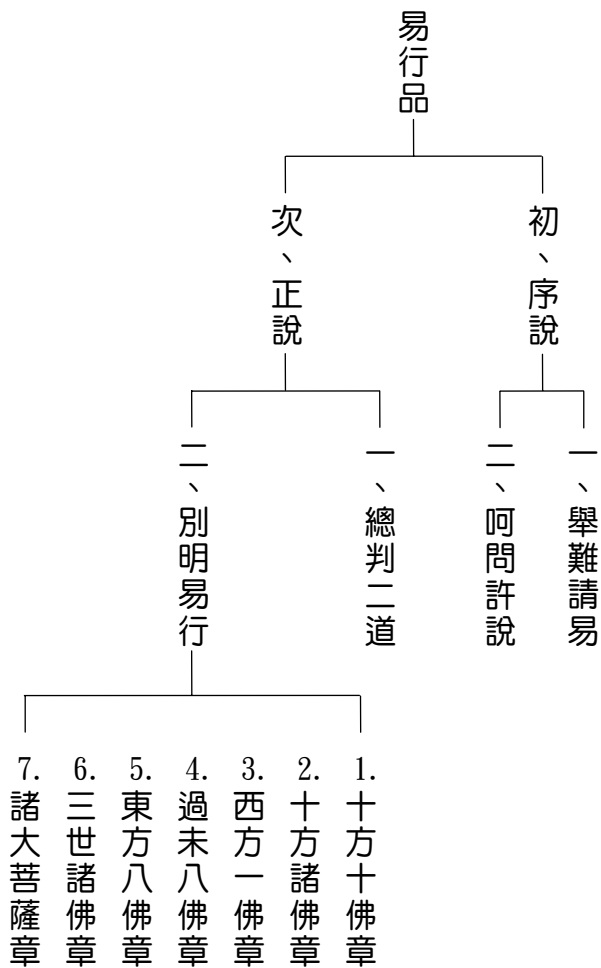 易行品
初、序說
次、正說
一、舉難請易
二、呵問許說
一、總判二道
二、別明易行
1.十方十佛章
2.十方諸佛章
3.西方一佛章
4.過未八佛章
5.東方八佛章
6.三世諸佛章
7.諸大菩薩章